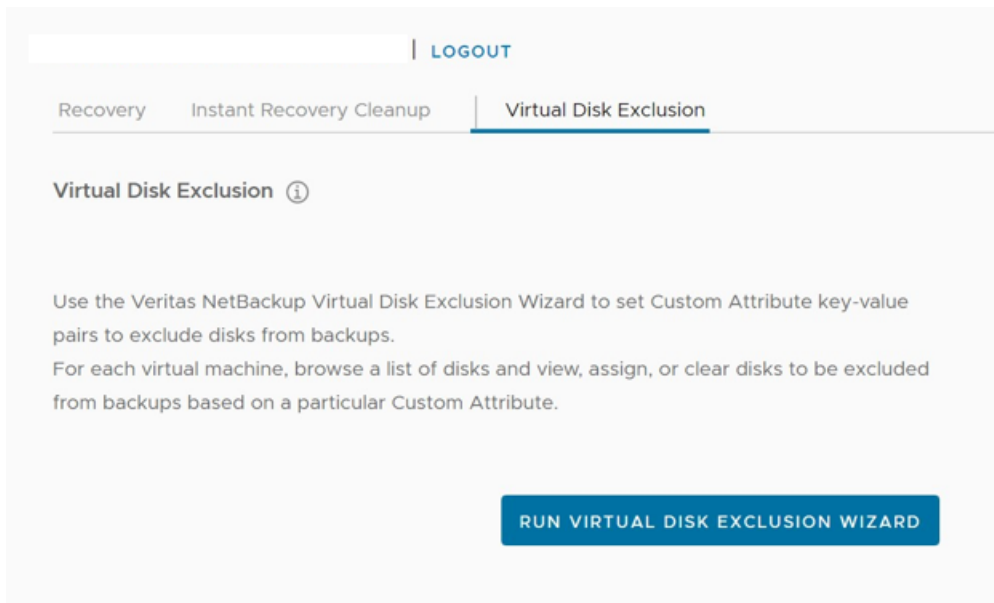 | LOGOUT
Recovery Instant Recovery Cleanup Virtual Disk Exclusion
Virtual Disk Exclusion
Use the Veritas NetBackup Virtual Disk Exclusion Wizard to set Custom Attribute key-value
pairs to exclude disks from backups.
For each virtual machine, browse a list of disks and view, assign, or clear disks to be excluded
from backups based on a particular Custom Attribute.
RUN VIRTUAL DISK EXCLUSION WIZARD